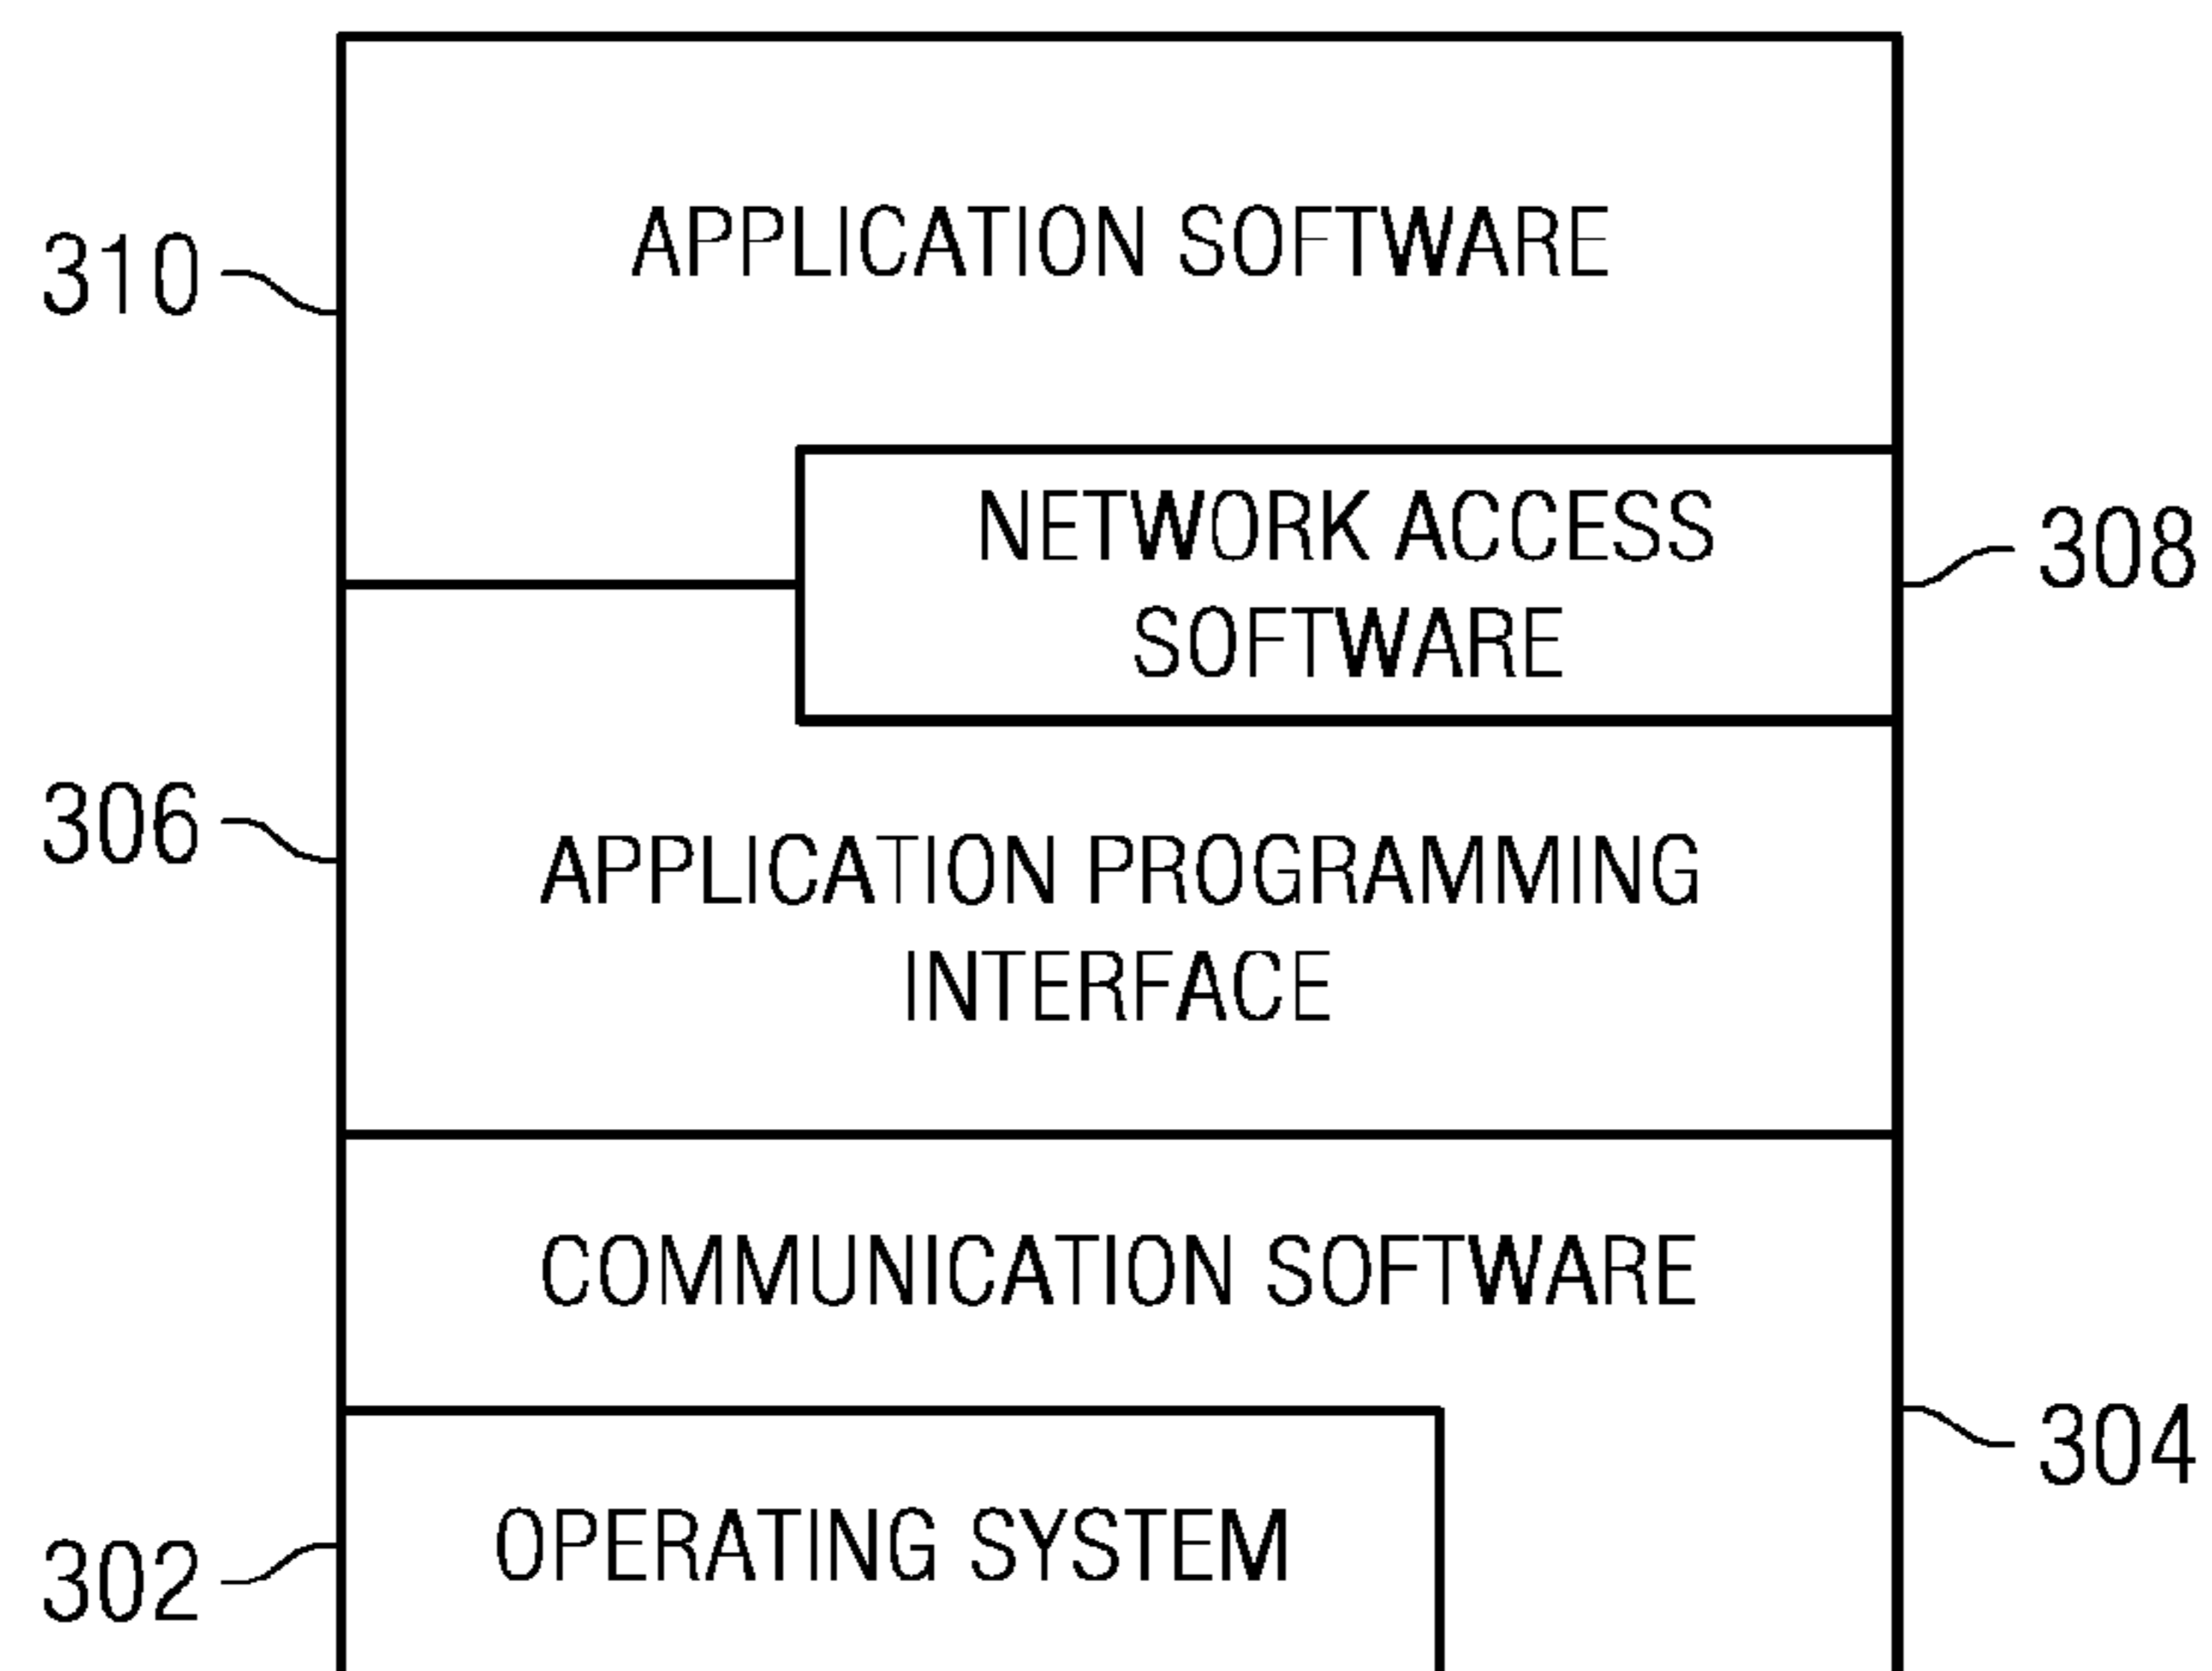 APPLICATION SOFTWARE
310
NETWORK ACCESS
SOFTWARE
308
306
APPLICATION PROGRAMMING
INTERFACE
COMMUNICATION SOFTWARE
304
OPERATING SYSTEM
302